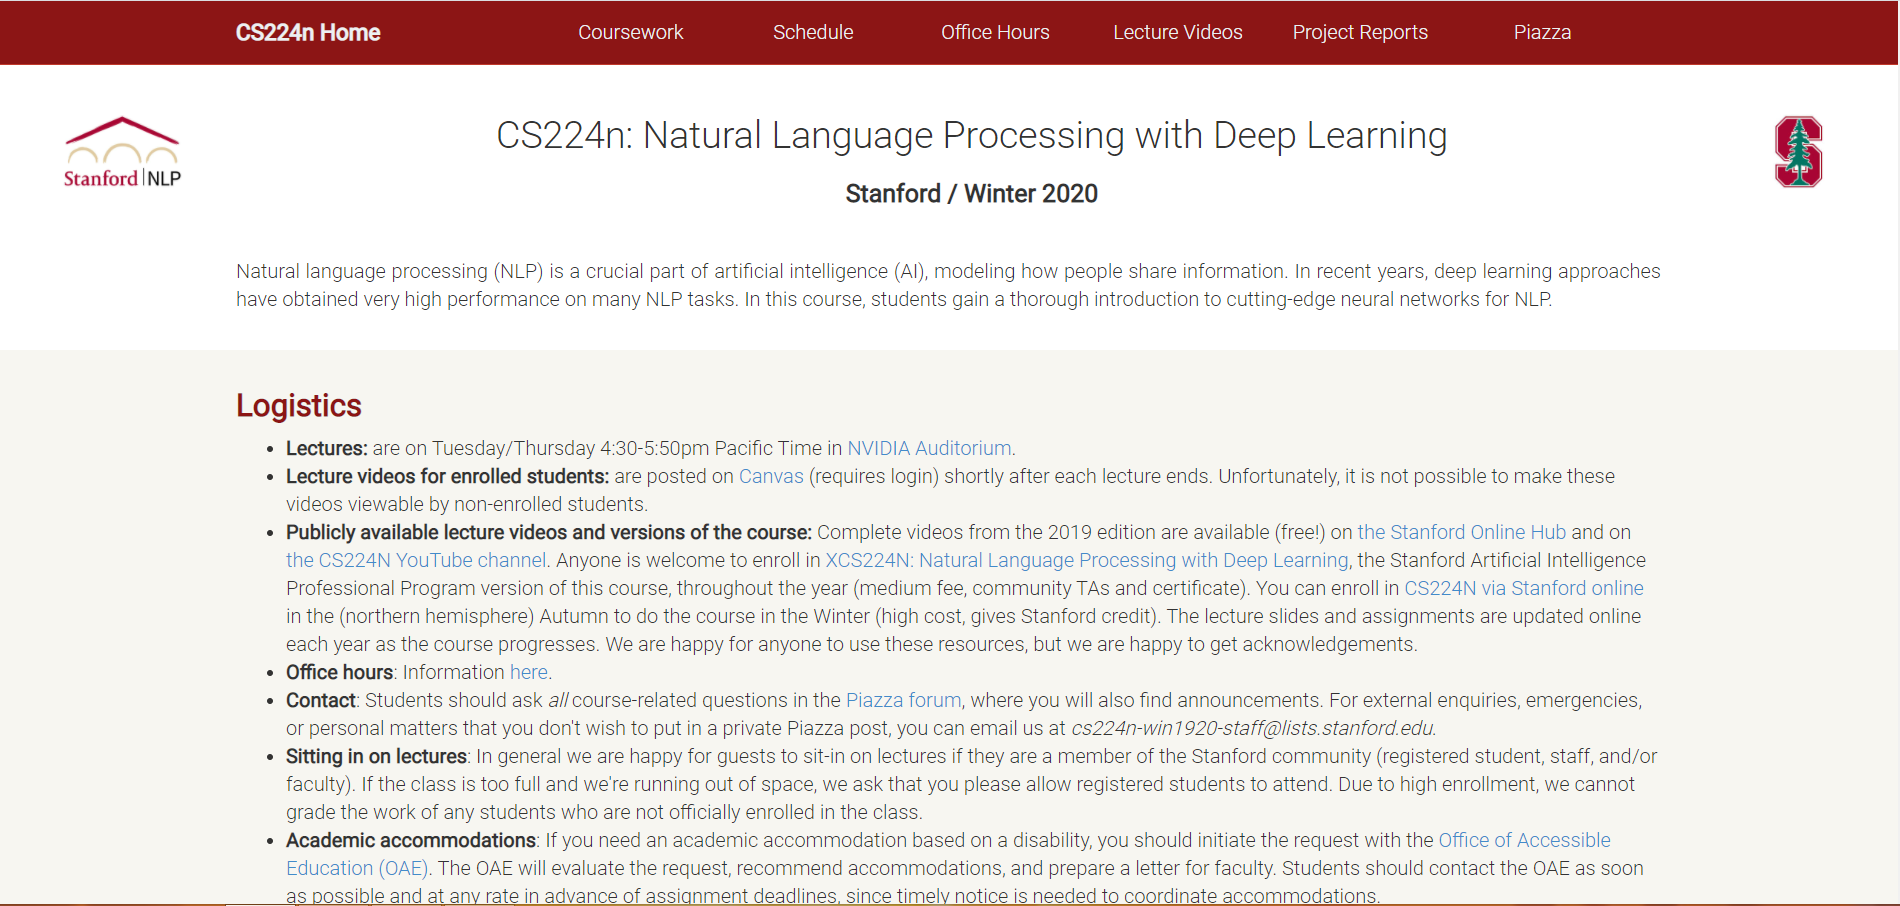 CS224n Home Coursework Schedule Office Hours Lecture Videos Project Reports Piazza
Stanford | NLP
CS224n: Natural Language Processing with Deep Learning
S
Stanford / Winter 2020
Natural language processing (NLP) is a crucial part of artificial intelligence (AI), modeling how people share information. In recent years, deep learning approaches
have obtained very high performance on many NLP tasks. In this course, students gain a thorough introduction to cutting-edge neural networks for NLP.
Logistics
• Lectures: are on Tuesday/Thursday 4:30-5:50pm Pacific Time in NVIDIA Auditorium.
• Lecture videos for enrolled students: are posted on Canvas (requires login) shortly after each lecture ends. Unfortunately, it is not possible to make these
videos viewable by non-enrolled students.
• Publicly available lecture videos and versions of the course: Complete videos from the 2019 edition are available (free!) on the Stanford Online Hub and on
the CS224N YouTube channel. Anyone is welcome to enroll in XCS224N: Natural Language Processing with Deep Learning, the Stanford Artificial Intelligence
Professional Program version of this course, throughout the year (medium fee, community TAs and certificate). You can enroll in CS224N via Stanford online
in the (northern hemisphere) Autumn to do the course in the Winter (high cost, gives Stanford credit). The lecture slides and assignments are updated online
each year as the course progresses. We are happy for anyone to use these resources, but we are happy to get acknowledgements.
• Office hours: Information here.
• Contact: Students should ask all course-related questions in the Piazza forum, where you will also find announcements. For external enquiries, emergencies,
or personal matters that you don't wish to put in a private Piazza post, you can email us at cs224n-win1920-staff@lists.stanford.edu.
• Sitting in on lectures: In general we are happy for guests to sit-in on lectures if they are a member of the Stanford community (registered student, staff, and/or
faculty). If the class is too full and we're running out of space, we ask that you please allow registered students to attend. Due to high enrollment, we cannot
grade the work of any students who are not officially enrolled in the class.
• Academic accommodations: If you need an academic accommodation based on a disability, you should initiate the request with the Office of Accessible
Education (OAE). The OAE will evaluate the request, recommend accommodations, and prepare a letter for faculty. Students should contact the OAE as soon
as possible and at any rate in advance of assignment deadlines, since timely notice is needed to coordinate accommodations.